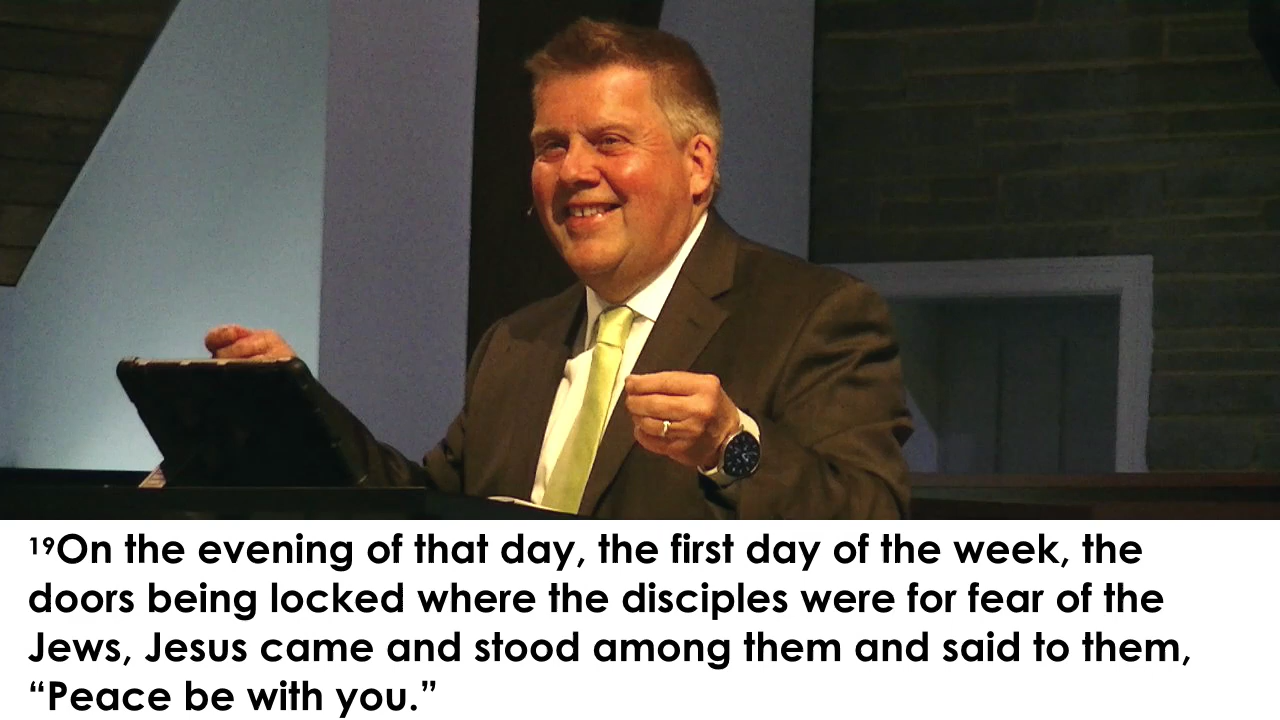 ¹⁹On the evening of that day, the first day of the week, the
doors being locked where the disciples were for fear of the
Jews, Jesus came and stood among them and said to them,
“Peace be with you.”